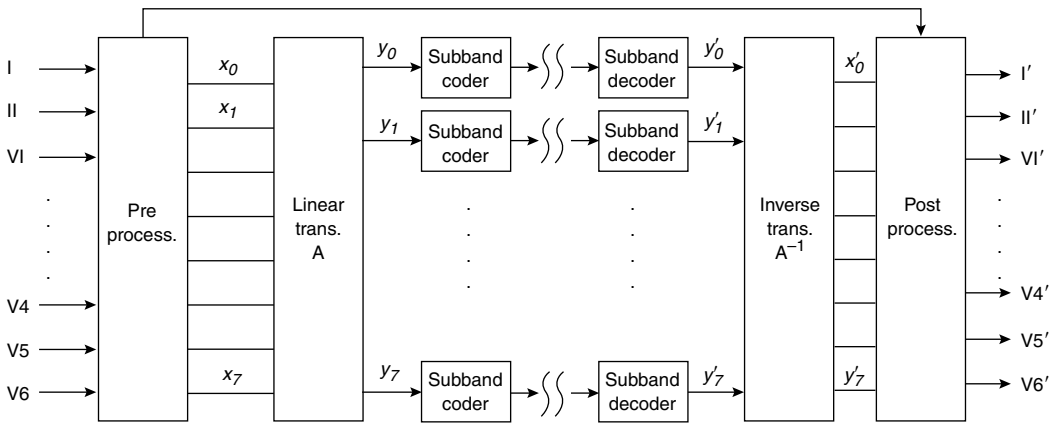 I
II
VI
V4
V5
V6
Pre
process.
x0
x1
x7
Linear
trans.
A
y0
y1
y7
Subband
coder
Subband
coder
Subband
coder
Subband
decoder
Subband
decoder
Subband
decoder
y′0
y′1
y′7
Inverse
trans.
A−1
x′0
y′7
Post
process.
I′
II′
VI′
V4′
V5′
V6′